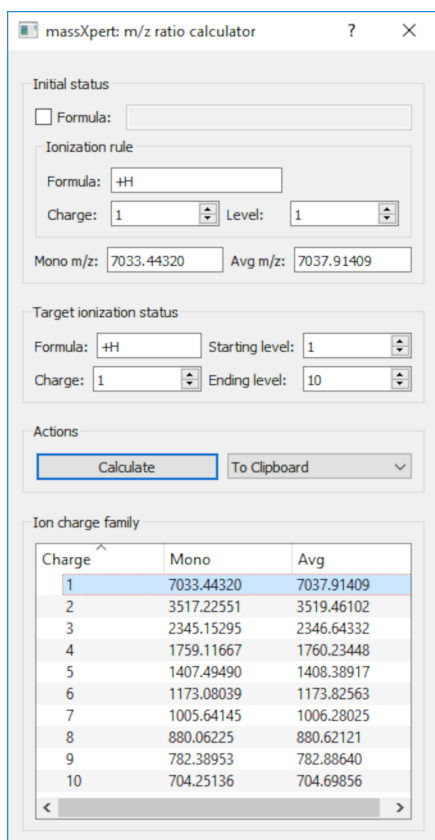 massXpert: m/z ratio calculator ?
Initial status
Formula:
Ionization rule
Formula: +H
Charge: 1 Level: 1
Mono m/z: 7033.44320 Avg m/z: 7037.91409
Target ionization status
Formula: +H Starting level: 1
Charge: 1 Ending level: 10
Actions
Calculate To Clipboard
Ion charge family
Charge Mono Avg
1 7033.44320 7037.91409
2 3517.22551 3519.46102
3 2345.15295 2346.64332
4 1759.11667 1760.23448
5 1407.49490 1408.38917
6 1173.08039 1173.82563
7 1005.64145 1006.28025
8 880.06225 880.62121
9 782.38953 782.88640
10 704.25136 704.69856